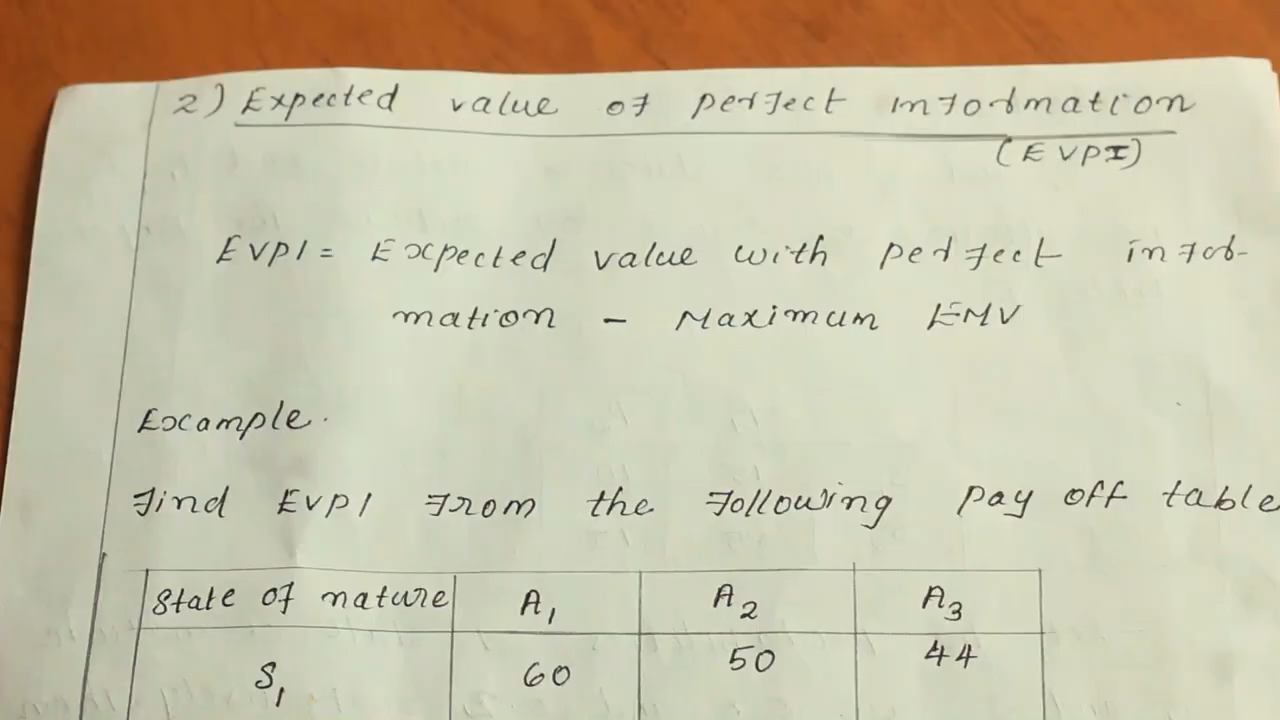 2) Expected value of perfect information
(EVPI)
EVPI = Expected value with perfect infor-
mation - Maximum EMV
Example.
Find EVPI from the following pay off table
State of nature A1 A2 A3
S1 60 50 44